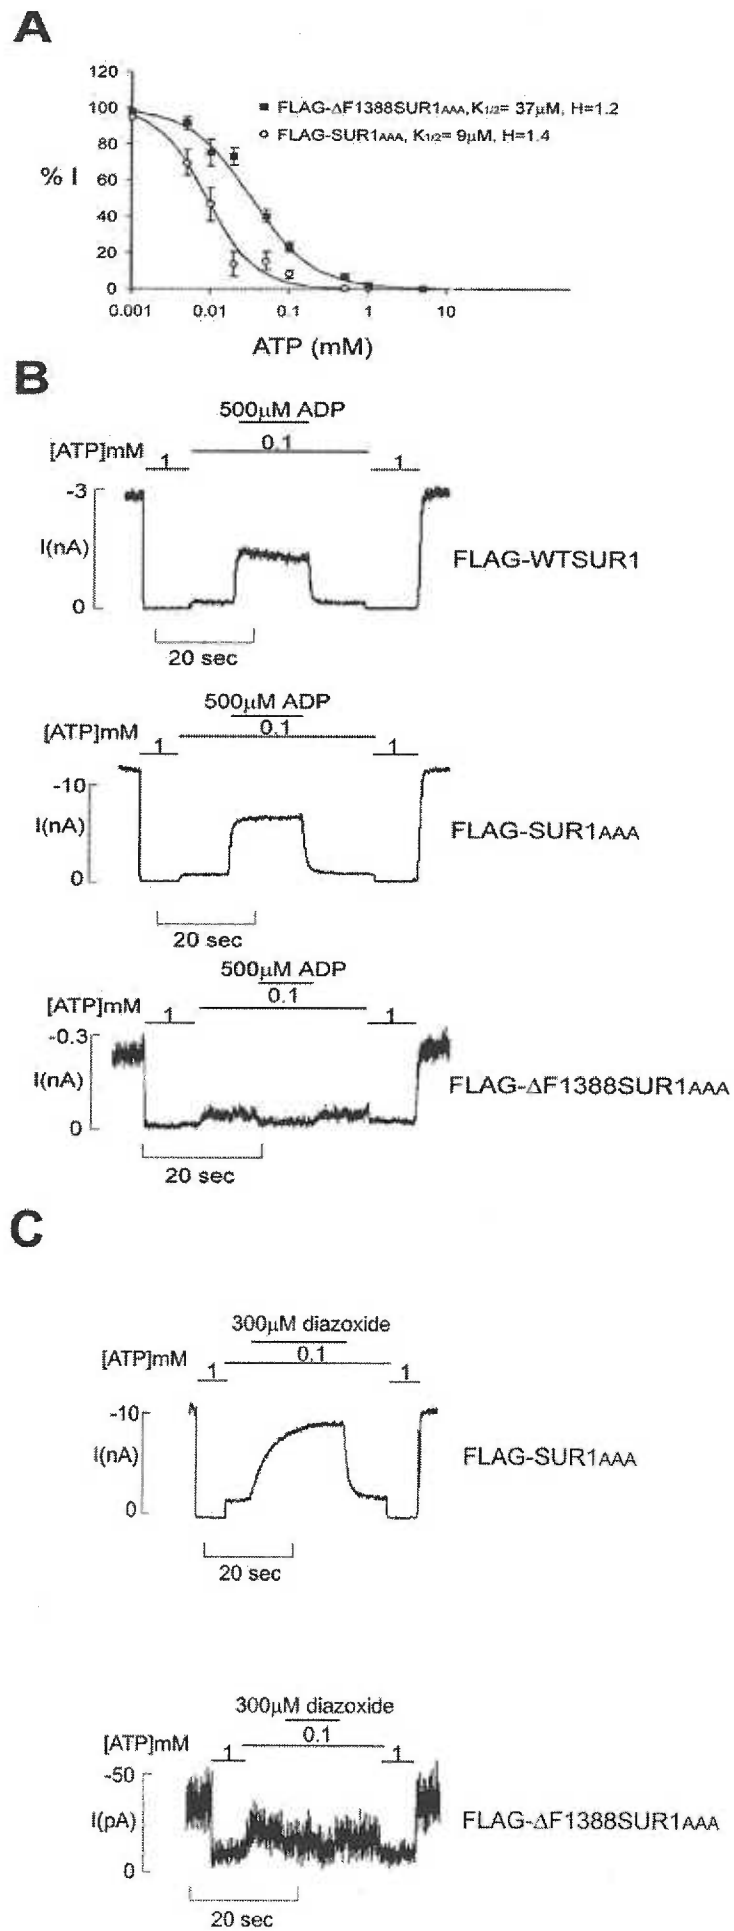 A
120
100
80
60
40
20
0
% I
0.001 0.01 0.1 1 10
ATP (mM)
FLAG-ΔF1388SUR1AAA, K1/2= 37μM, H=1.2
FLAG-SUR1AAA, K1/2= 9μM, H=1.4
B
500μM ADP
[ATP]mM 1 0.1 1
-3
I(nA)
0
FLAG-WTSUR1
20 sec
500μM ADP
[ATP]mM 1 0.1 1
-10
I(nA)
0
FLAG-SUR1AAA
20 sec
500μM ADP
[ATP]mM 1 0.1 1
-0.3
I(nA)
0
FLAG-ΔF1388SUR1AAA
20 sec
C
300μM diazoxide
[ATP]mM 1 0.1 1
-10
I(nA)
0
FLAG-SUR1AAA
20 sec
300μM diazoxide
[ATP]mM 1 0.1 1
-50
I(pA)
0
FLAG-ΔF1388SUR1AAA
20 sec